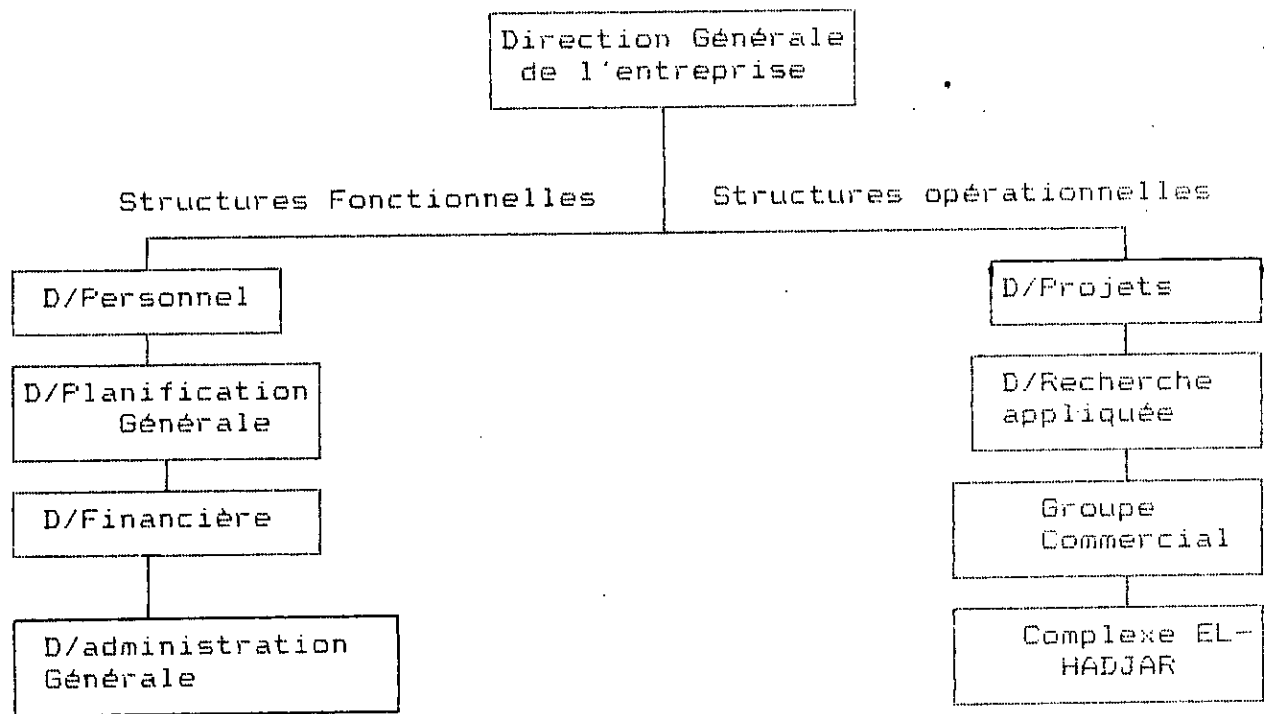 Direction Générale
de l'entreprise
Structures Fonctionnelles
Structures opérationnelles
D/Personnel
D/Planification
Générale
D/Financière
D/administration
Générale
D/Projets
D/Recherche
appliquée
Groupe
Commercial
Complexe EL-
HADJAR